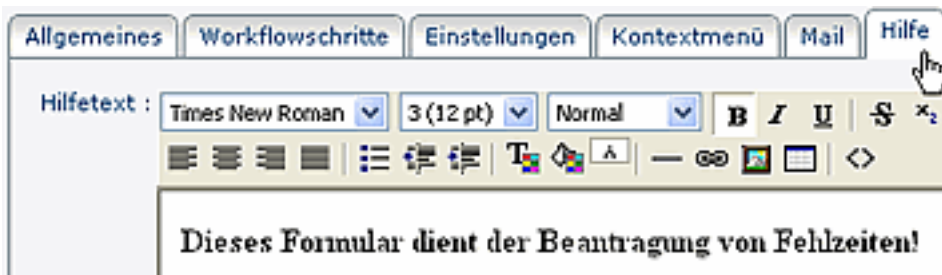 Allgemeines Workflowschritte Einstellungen Kontextmenü Mail Hilfe
Hilfetext : Times New Roman 3 (12 pt) Normal B I U S x₂
T A <>
Dieses Formular dient der Beantragung von Fehlzeiten!